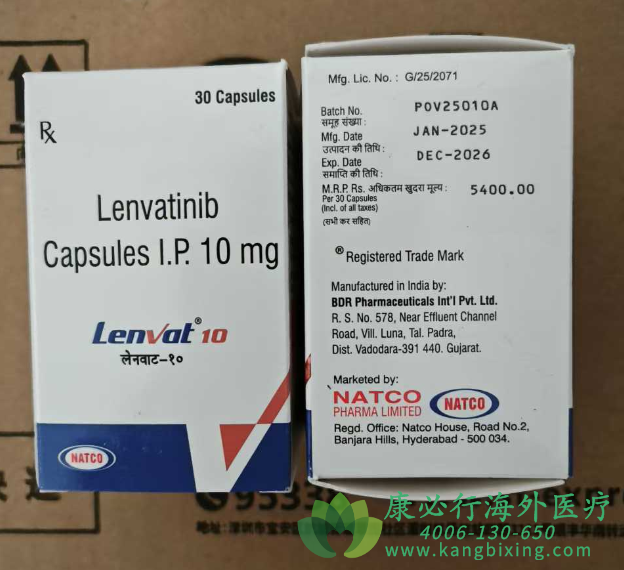 30 Capsules
Rx
Lenvatinib
Capsules I.P. 10 mg
Lenvat® 10
लेनवाट-१०
NATCO
Mfg. Lic. No. : G/25/2071
Batch No. POV25010A
समूह संख्या :
Mfg. Date JAN-2025
उत्पादन की तिथि :
Exp. Date DEC-2026
समाप्ति की तिथि :
M.R.P. Rs. अधिकतम खुदरा मूल्य : 5400.00
Per 30 Capsules
(Incl. of all taxes)
(सभी कर सहित)
® Registered Trade Mark
Manufactured in India by:
BDR Pharmaceuticals Int'l Pvt. Ltd.
R. S. No. 578, Near Effluent Channel
Road, Vill. Luna, Tal. Padra,
Dist. Vadodara-391 440. Gujarat.
Marketed by:
NATCO
PHARMA LIMITED
NATCO
Regd. Office: Natco House, Road No.2,
Banjara Hills, Hyderabad - 500 034.
康必行海外医疗
4006-130-650
www.kangbixing.com